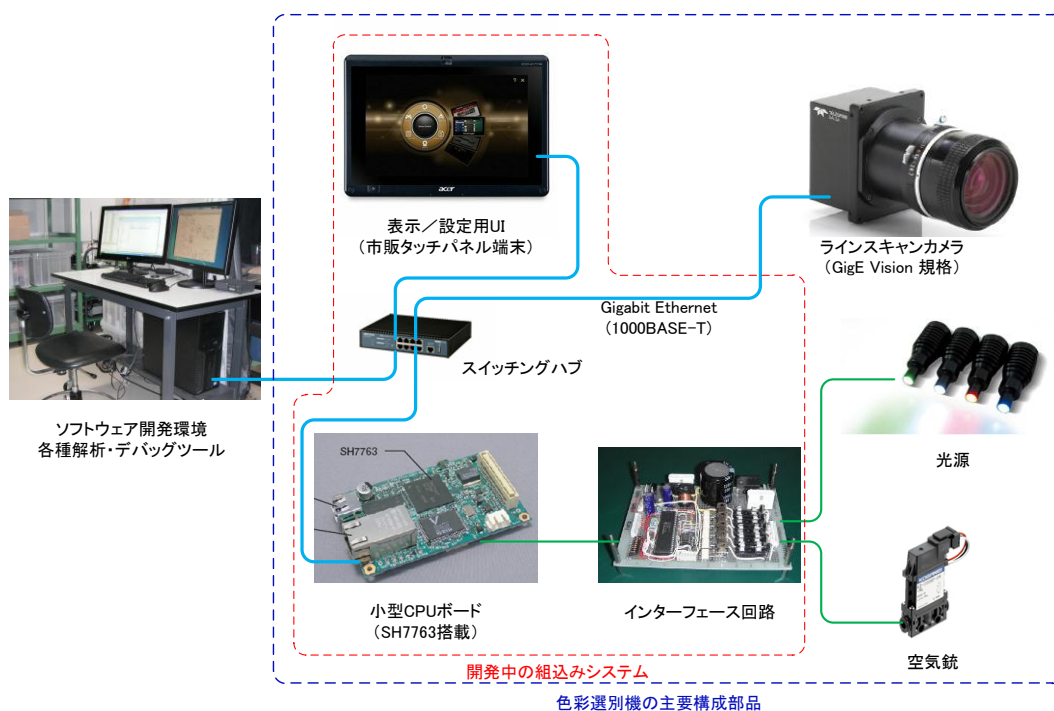 acer
表示／設定用UI
（市販タッチパネル端末）
TELEDYNE
DALSA
ラインスキャンカメラ
（GigE Vision 規格）
Gigabit Ethernet
（1000BASE-T）
スイッチングハブ
ソフトウェア開発環境
各種解析・デバッグツール
光源
SH7763
小型CPUボード
（SH7763搭載）
インターフェース回路
空気銃
開発中の組込みシステム
色彩選別機の主要構成部品